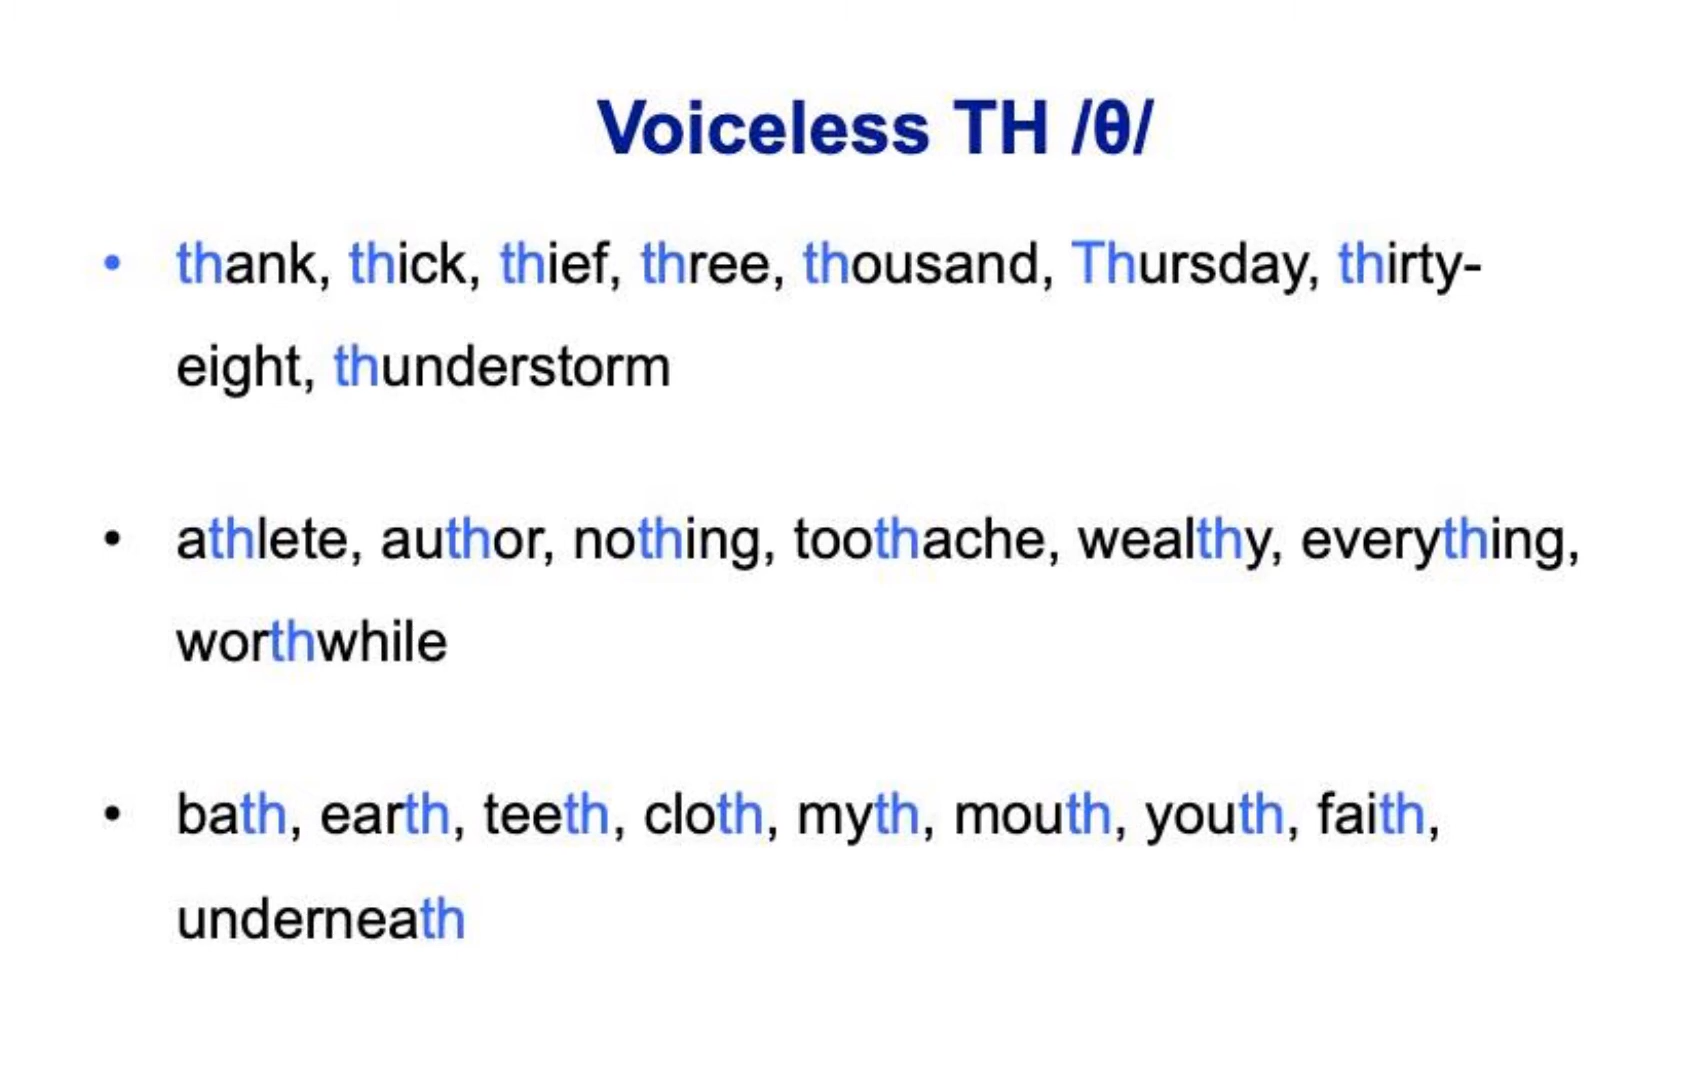 Voiceless TH /θ/
• thank, thick, thief, three, thousand, Thursday, thirty-
eight, thunderstorm
• athlete, author, nothing, toothache, wealthy, everything,
worthwhile
• bath, earth, teeth, cloth, myth, mouth, youth, faith,
underneath